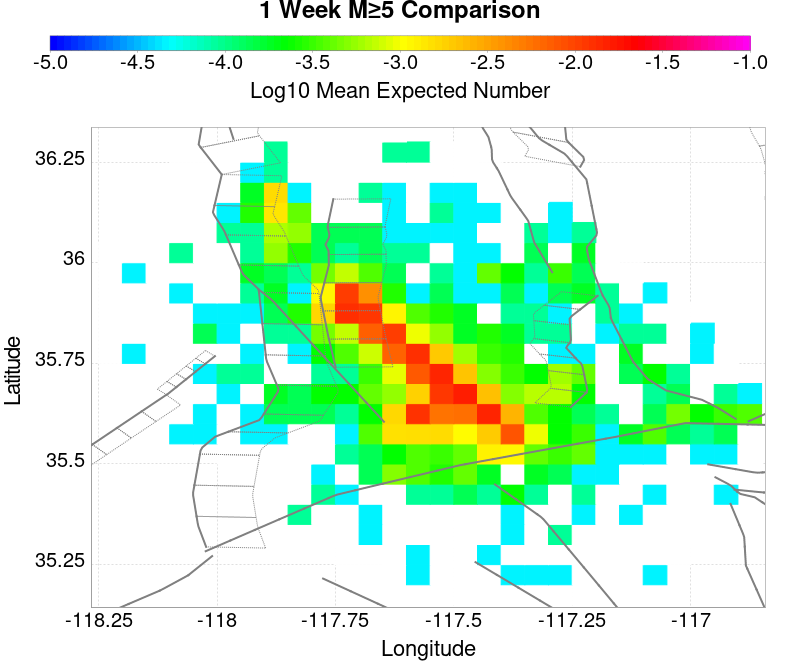 1 Week M≥5 Comparison
-5.0 -4.5 -4.0 -3.5 -3.0 -2.5 -2.0 -1.5 -1.0
Log10 Mean Expected Number
36.25
36
35.75
35.5
35.25
Latitude
-118.25 -118 -117.75 -117.5 -117.25 -117
Longitude